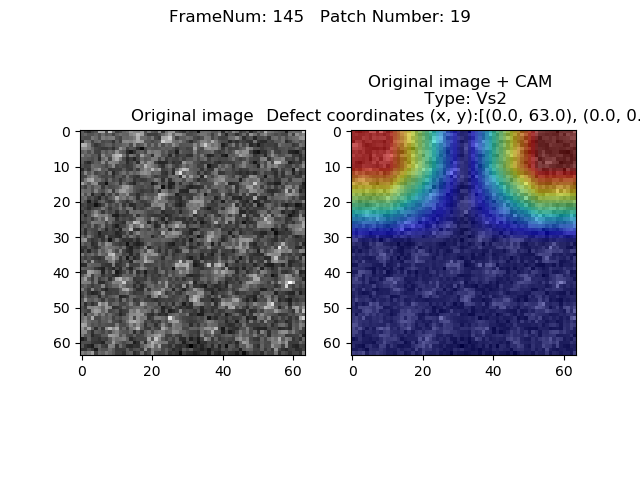 FrameNum: 145   Patch Number: 19
Original image + CAM
Type: Vs2
Original image
Defect coordinates (x, y):[(0.0, 63.0), (0.0, 0.
0
10
20
30
40
50
60
0 20 40 60
0
10
20
30
40
50
60
0 20 40 60